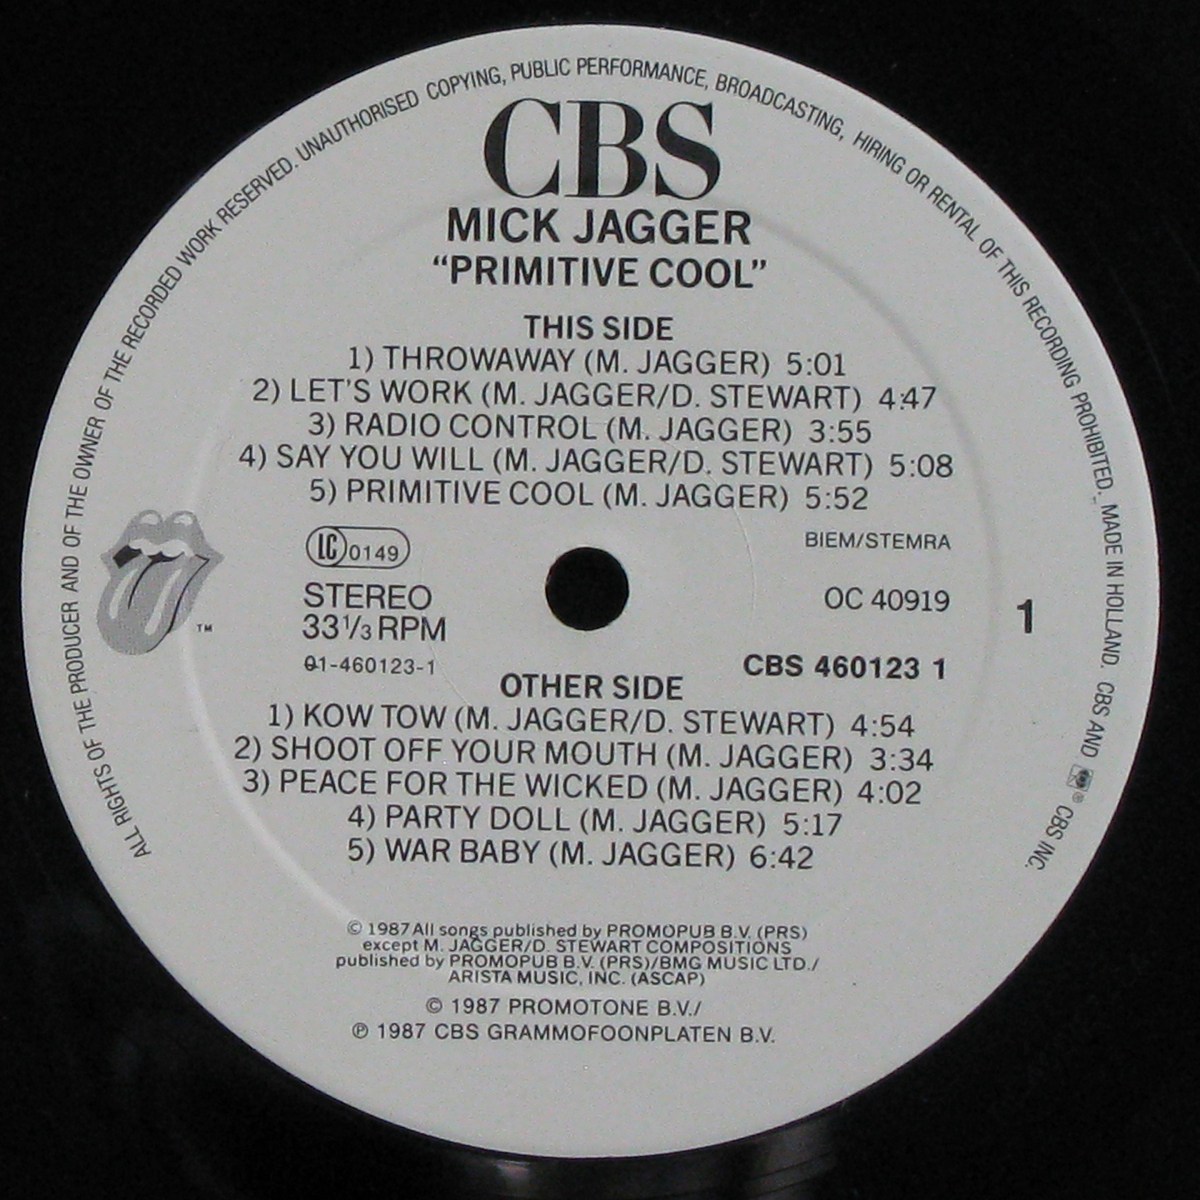 ALL RIGHTS OF THE PRODUCER AND OF THE OWNER OF THE RECORDED WORK RESERVED. UNAUTHORISED COPYING, PUBLIC PERFORMANCE, BROADCASTING, HIRING OR RENTAL OF THIS RECORDING PROHIBITED. MADE IN HOLLAND. CBS AND ® CBS INC.
CBS
MICK JAGGER
“PRIMITIVE COOL”
THIS SIDE
1) THROWAWAY (M. JAGGER) 5:01
2) LET'S WORK (M. JAGGER/D. STEWART) 4:47
3) RADIO CONTROL (M. JAGGER) 3:55
4) SAY YOU WILL (M. JAGGER/D. STEWART) 5:08
5) PRIMITIVE COOL (M. JAGGER) 5:52
LC 0149
BIEM/STEMRA
STEREO
OC 40919
1
33⅓ RPM
TM
01-460123-1
CBS 460123 1
OTHER SIDE
1) KOW TOW (M. JAGGER/D. STEWART) 4:54
2) SHOOT OFF YOUR MOUTH (M. JAGGER) 3:34
3) PEACE FOR THE WICKED (M. JAGGER) 4:02
4) PARTY DOLL (M. JAGGER) 5:17
5) WAR BABY (M. JAGGER) 6:42
© 1987 All songs published by PROMOPUB B.V. (PRS)
except M. JAGGER/D. STEWART COMPOSITIONS
published by PROMOPUB B.V. (PRS)/BMG MUSIC LTD./
ARISTA MUSIC, INC. (ASCAP)
© 1987 PROMOTONE B.V./
℗ 1987 CBS GRAMMOFOONPLATEN B.V.